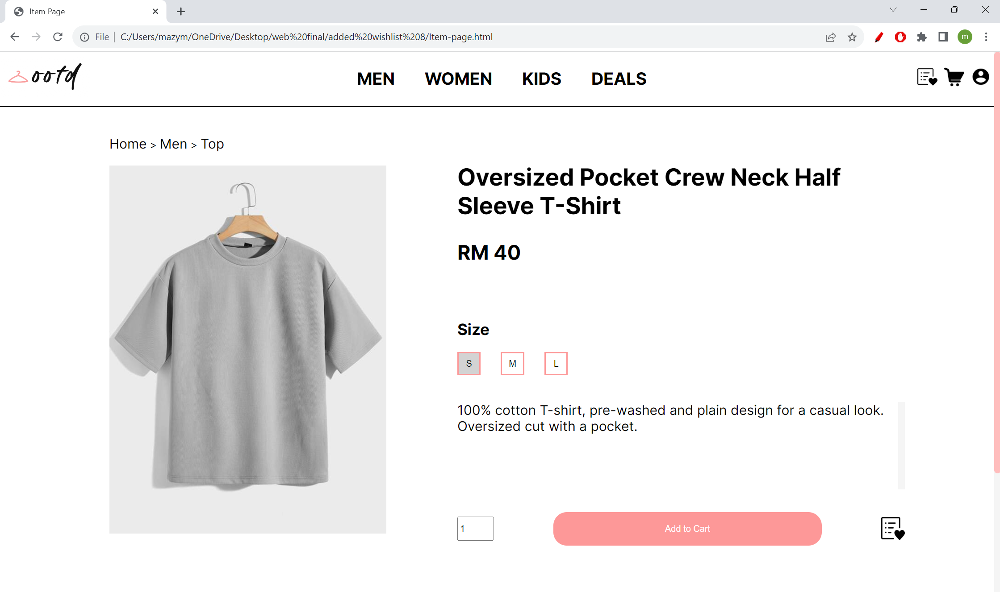 Item Page
File
C:/Users/mazym/OneDrive/Desktop/web%20final/added%20wishlist%208/Item-page.html
m
ootd
MEN WOMEN KIDS DEALS
Home > Men > Top
Oversized Pocket Crew Neck Half
Sleeve T-Shirt
RM 40
Size
S M L
100% cotton T-shirt, pre-washed and plain design for a casual look.
Oversized cut with a pocket.
1
Add to Cart